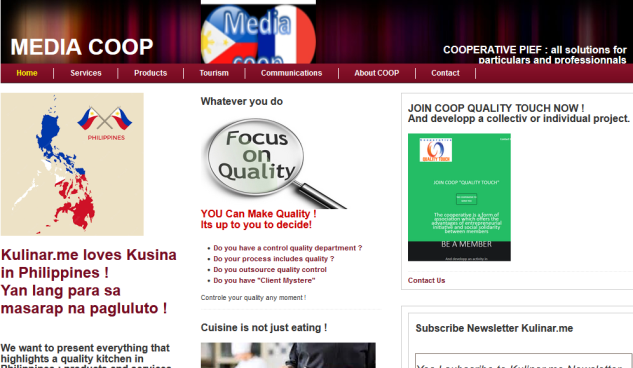 MEDIA COOP
Media
coop
COOPERATIVE PIEF : all solutions for
particulars and professionnals
Home
Services
Products
Tourism
Communications
About COOP
Contact
PHILIPPINES
Kulinar.me loves Kusina
in Philippines !
Yan lang para sa
masarap na pagluluto !
We want to present everything that
highlights a quality kitchen in
Philippines : products and services
Whatever you do
Focus
on
Quality
YOU Can Make Quality !
Its up to you to decide!
Do you have a control quality department ?
Do your process includes quality ?
Do you outsource quality control
Do you have "Client Mystere"
Controle your quality any moment !
Cuisine is not just eating !
JOIN COOP QUALITY TOUCH NOW !
And developp a collectiv or individual project.
QUALITY TOUCH
JOIN COOP "QUALITY TOUCH"
The cooperative is a form of
association which offers the
advantages of entrepreneurial
initiative and social solidarity
between members
BE A MEMBER
And developp an activity in
Contact Us
Subscribe Newsletter Kulinar.me
Yes I subscribe to Kulinar.me Newsletter